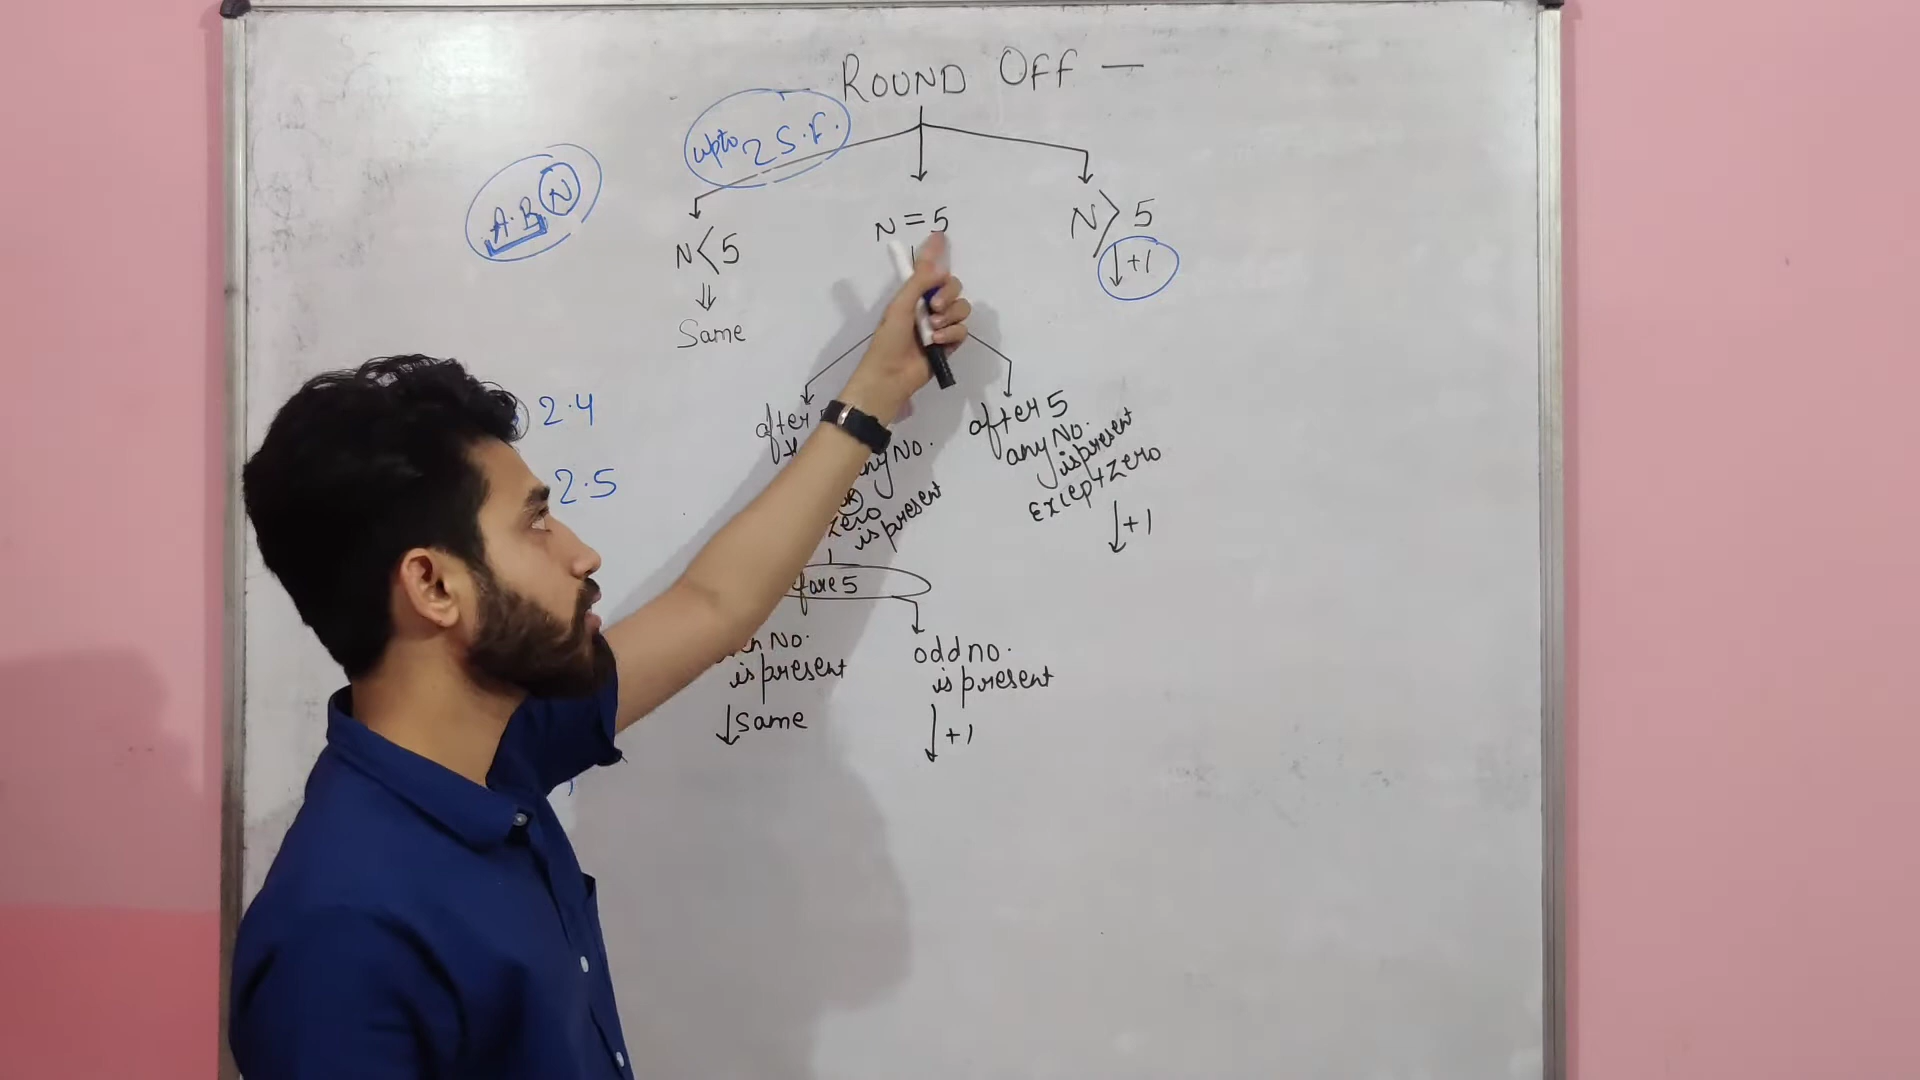 ROUND OFF —
upto 2 S.F.
A.B N
N<5
N=5
N>5
↓+1
⇓
Same
2.4
2.5
after
any No.
OR
zero
is present
after 5
any No.
is present
Except zero
↓+1
fore 5
No.
is present
↓Same
odd no.
is present
↓+1